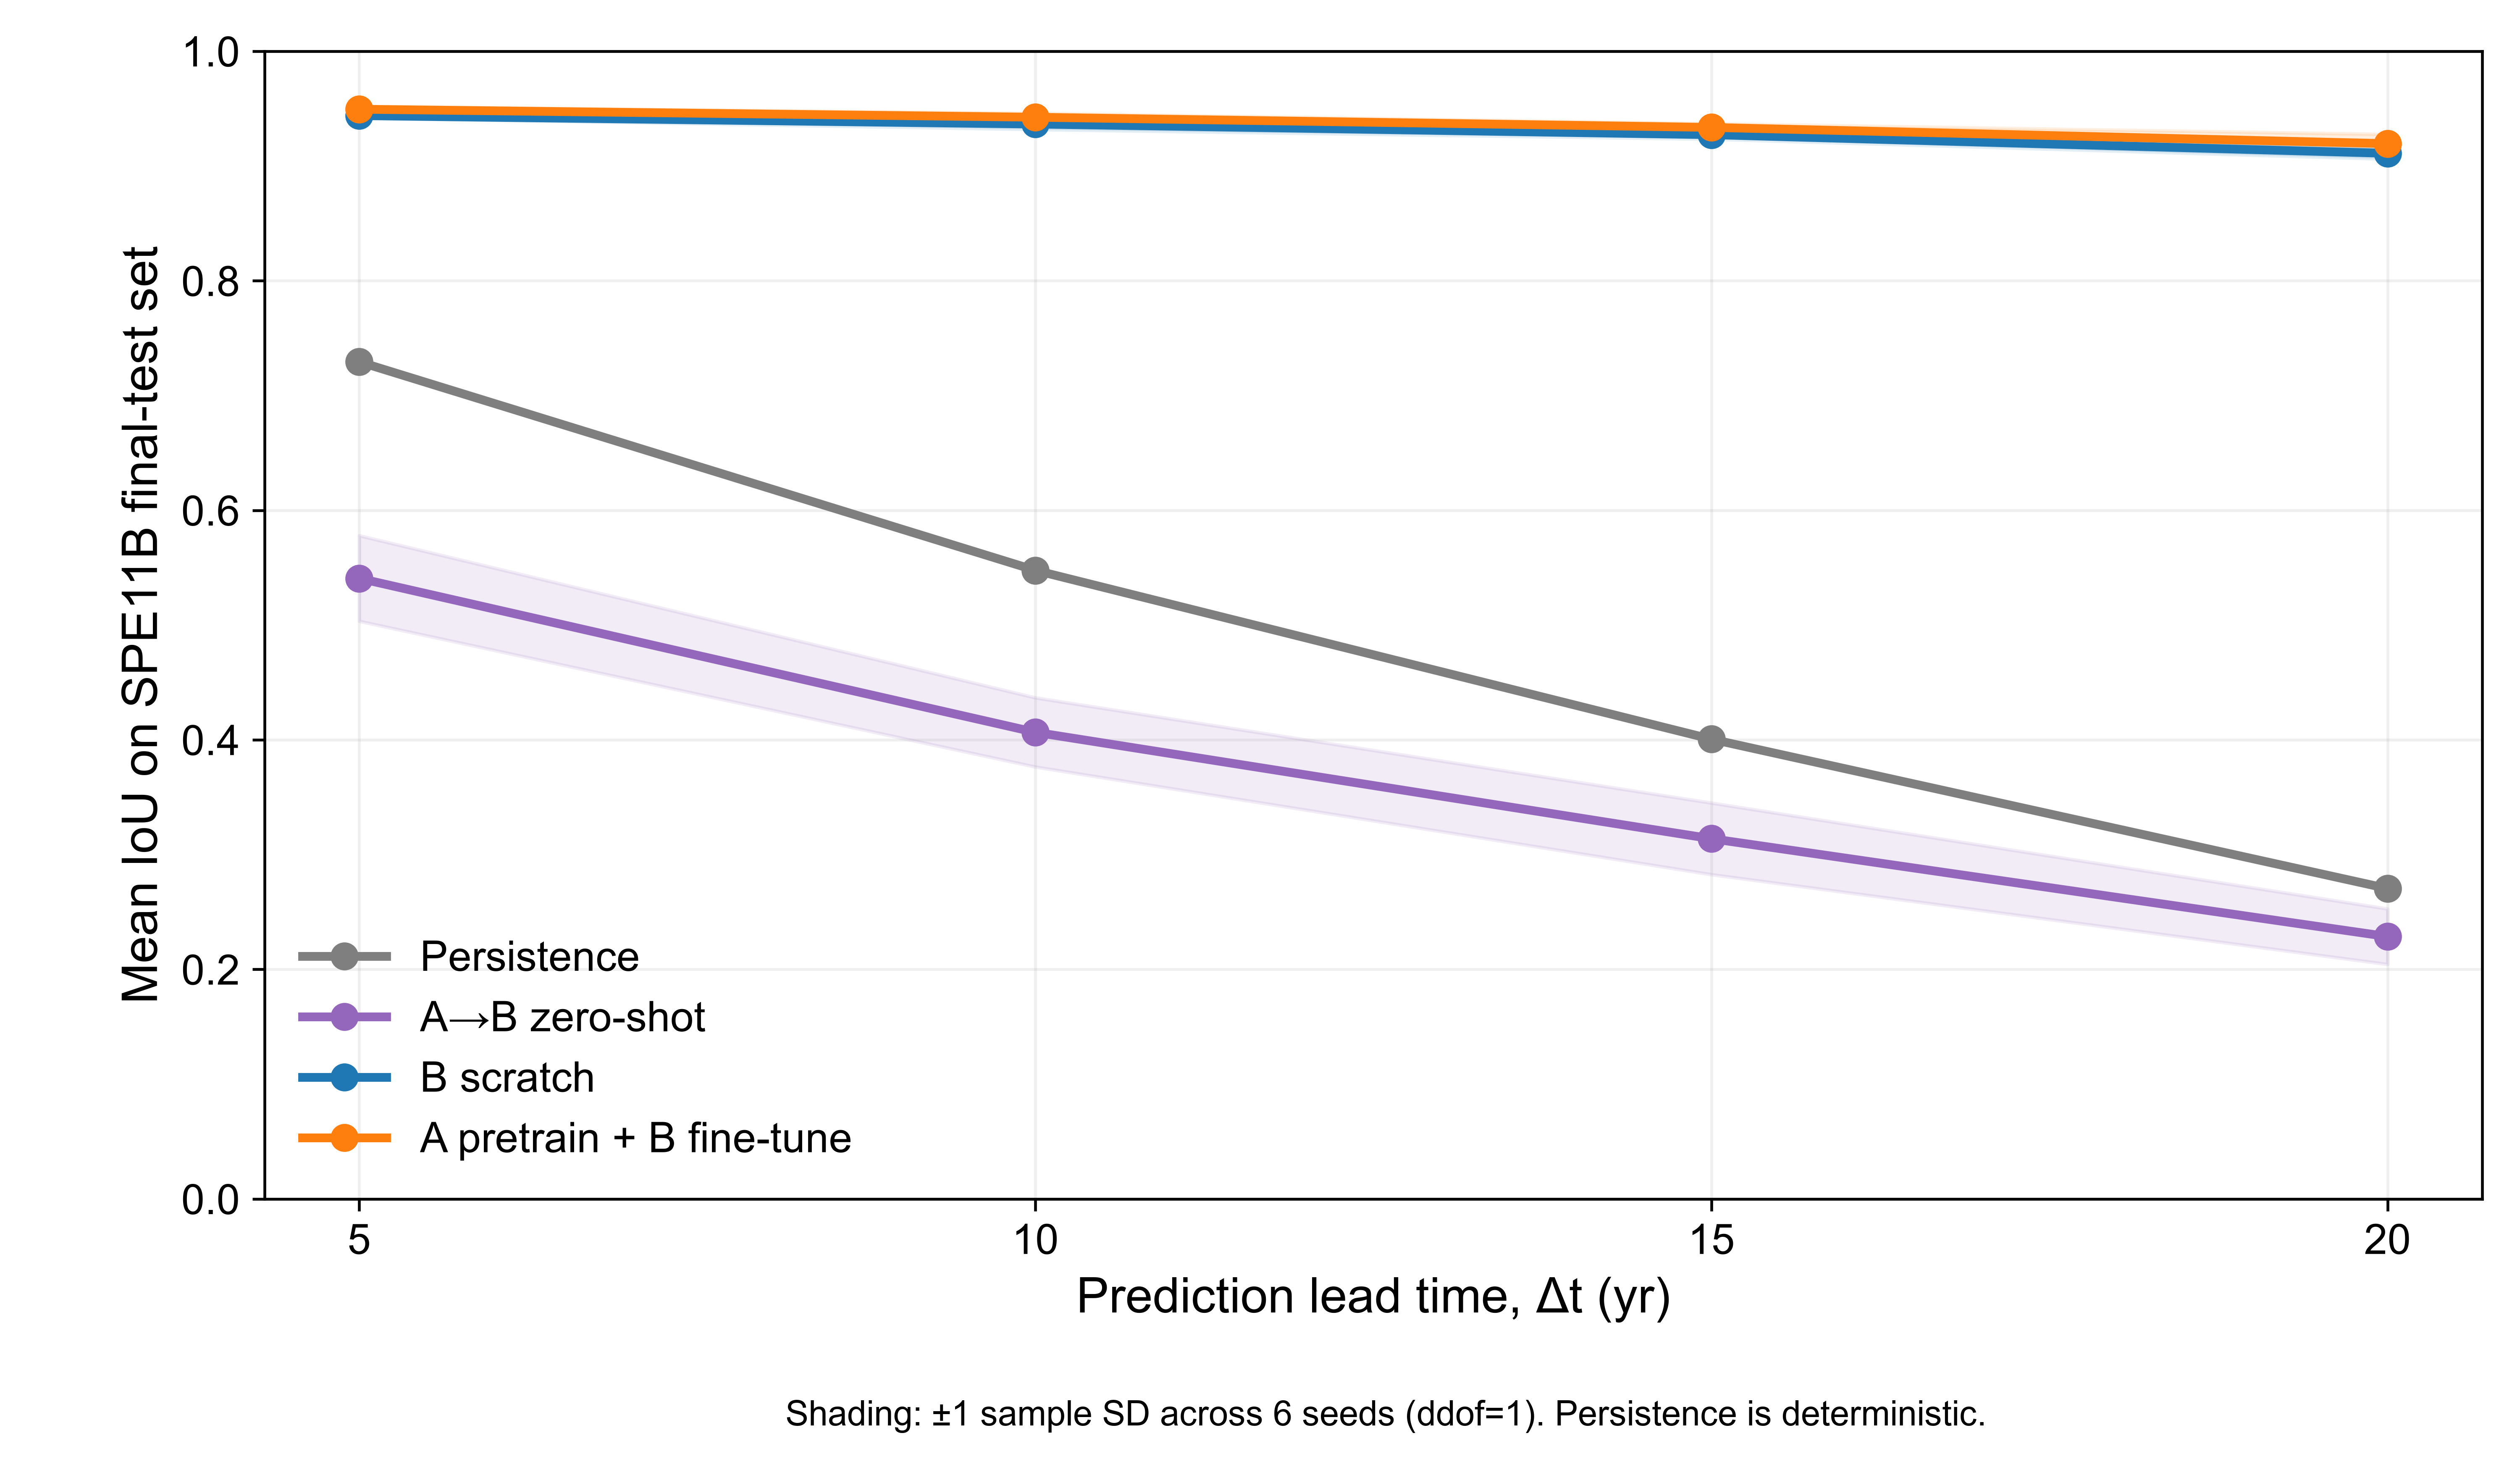 Mean IoU on SPE11B final-test set
1.0
0.8
0.6
0.4
0.2
0.0
Persistence
A→B zero-shot
B scratch
A pretrain + B fine-tune
5
10
15
20
Prediction lead time, Δt (yr)
Shading: ±1 sample SD across 6 seeds (ddof=1). Persistence is deterministic.